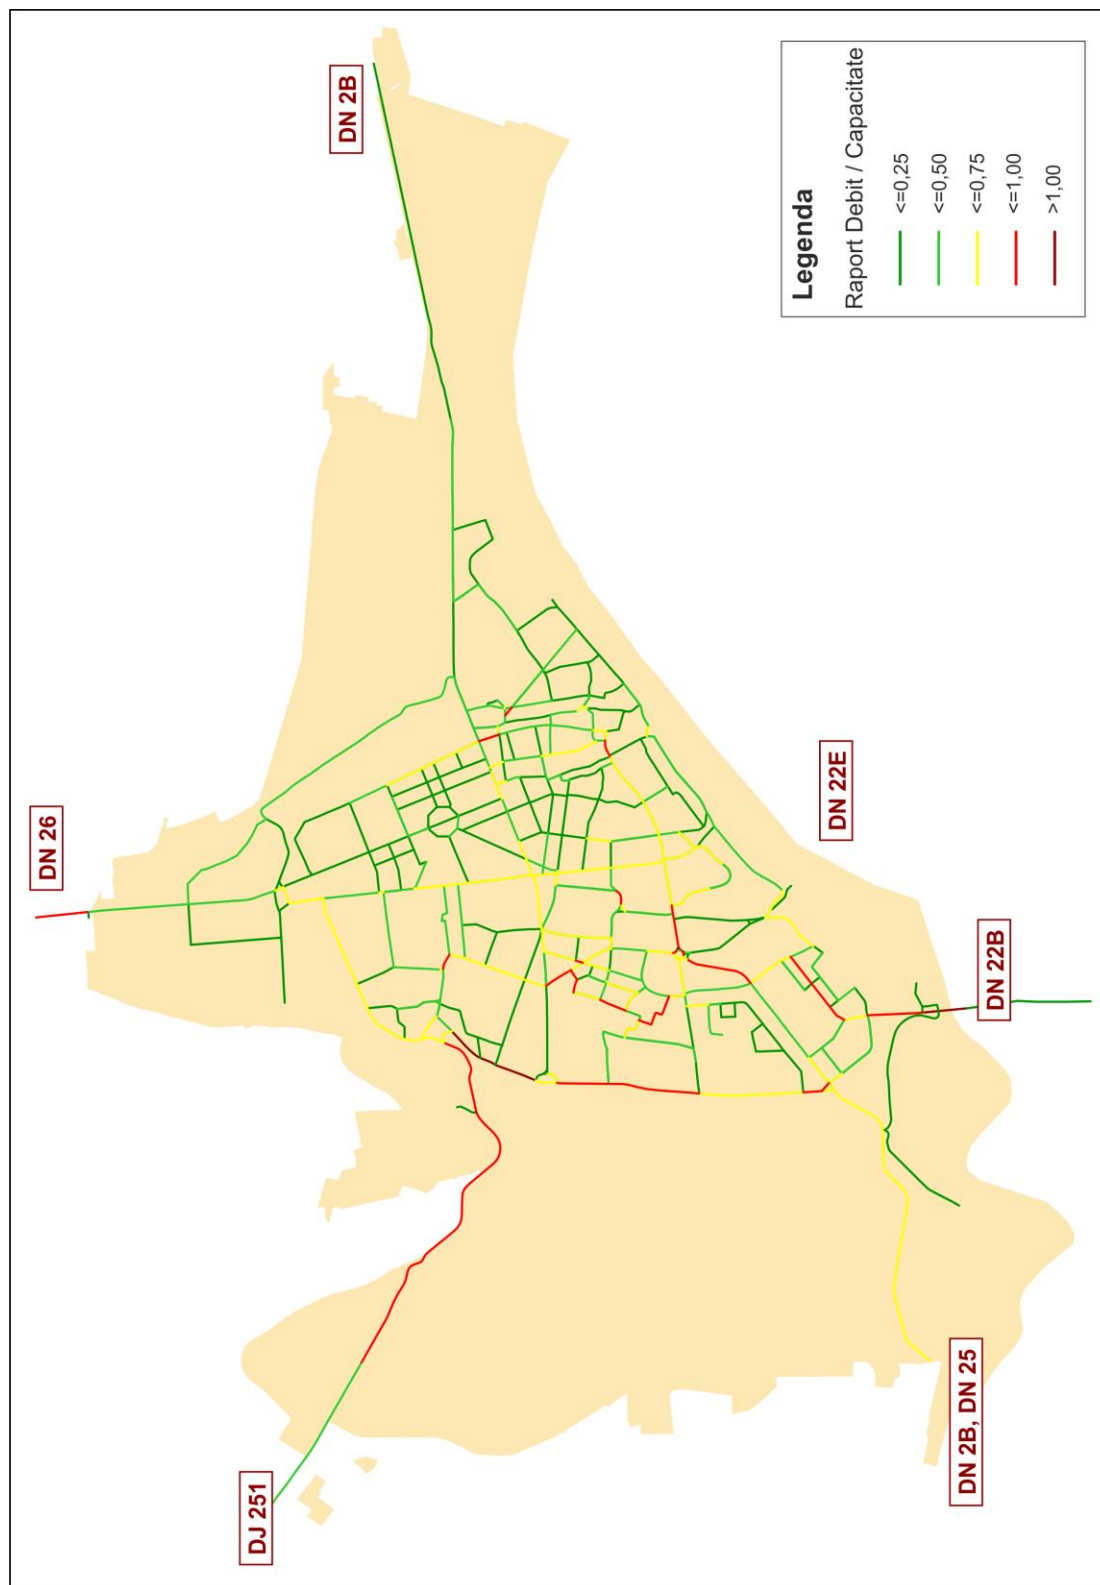 DN 2B
DN 26
DN 22E
DN 22B
DN 2B, DN 25
DJ 251
Legenda
Raport Debit / Capacitate
<=0,25
<=0,50
<=0,75
<=1,00
>1,00